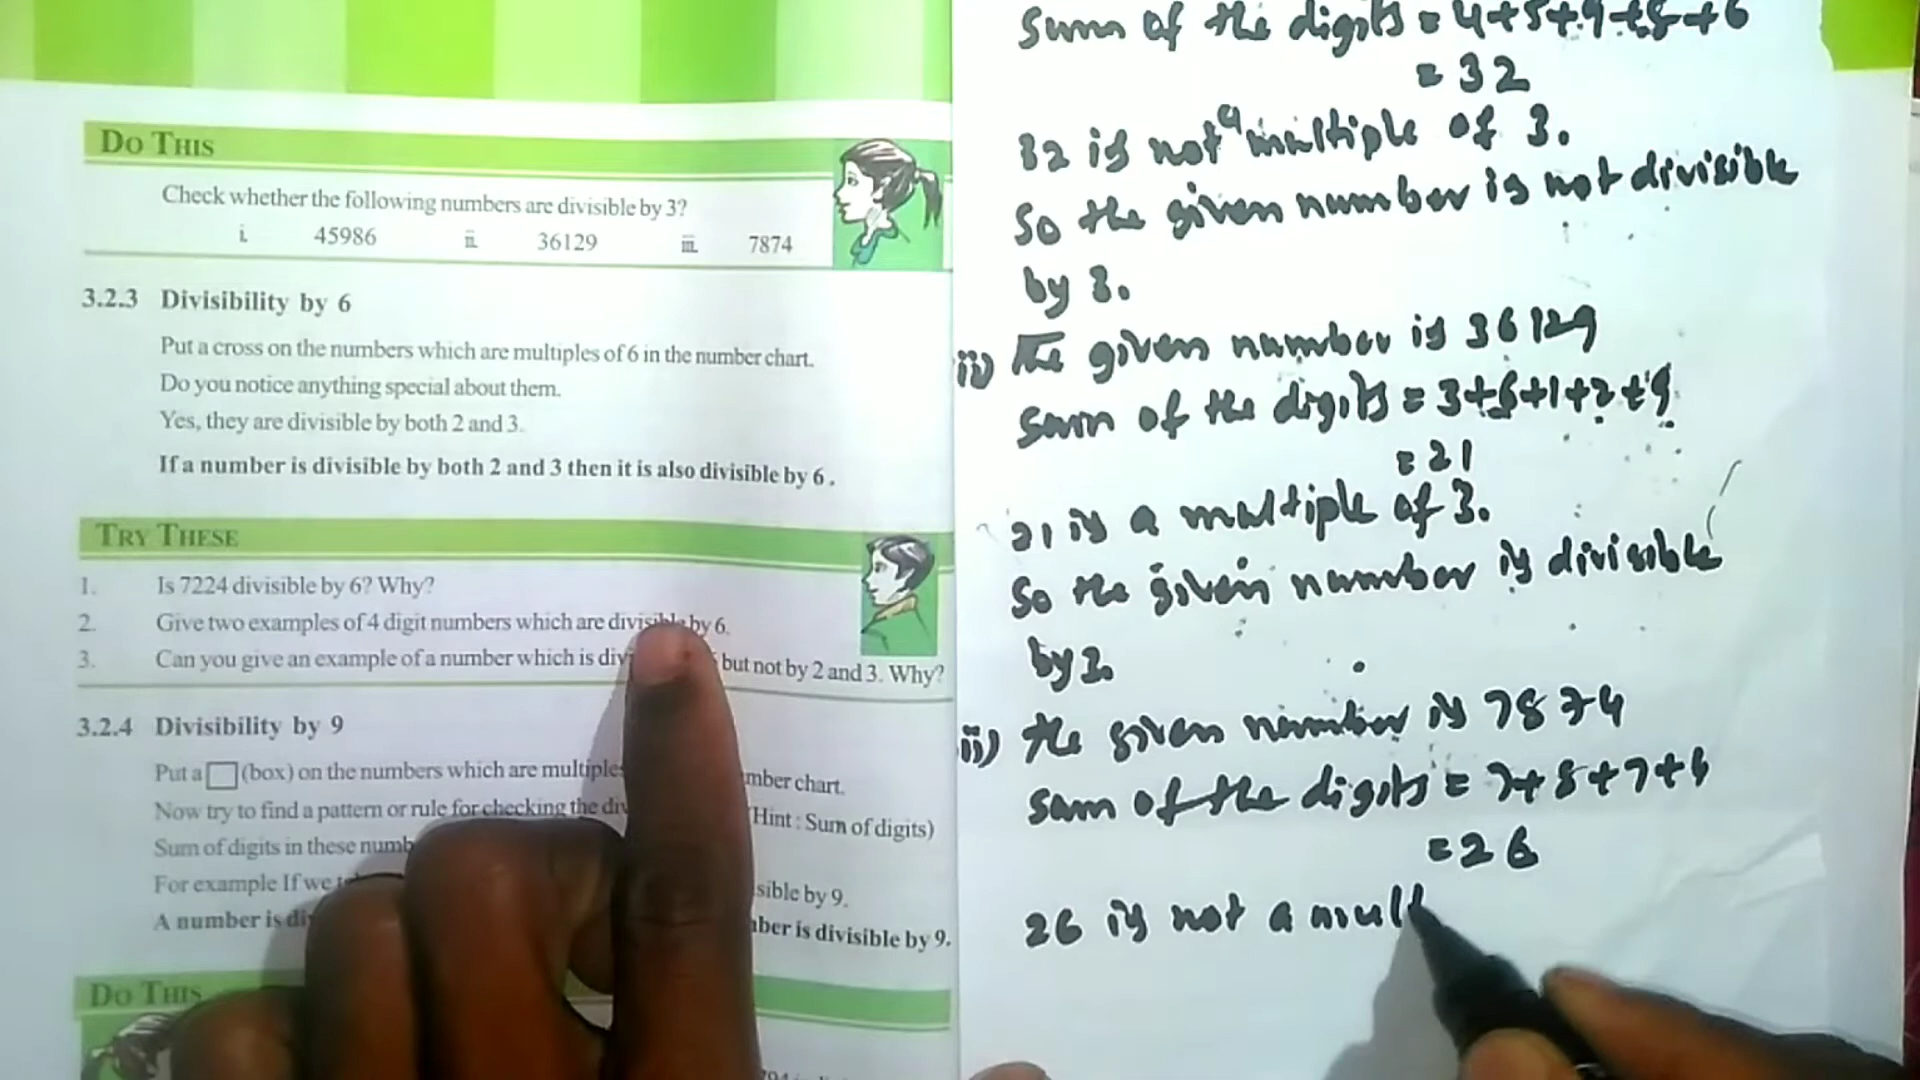 DO THIS
Check whether the following numbers are divisible by 3?
i. 45986 ii. 36129 iii. 7874
3.2.3 Divisibility by 6
Put a cross on the numbers which are multiples of 6 in the number chart.
Do you notice anything special about them.
Yes, they are divisible by both 2 and 3.
If a number is divisible by both 2 and 3 then it is also divisible by 6 .
TRY THESE
1. Is 7224 divisible by 6? Why?
2. Give two examples of 4 digit numbers which are divisible by 6.
3. Can you give an example of a number which is but not by 2 and 3. Why?
3.2.4 Divisibility by 9
Put a (box) on the numbers which are chart.
Now try to find a pattern or rule for checking the (Hint : Sum of digits)
Sum of digits in these
For example If we by 9.
A number is is divisible by 9.
DO THIS
Sum of the digits = 4+5+9+8+6
= 32
32 is not a multiple of 3.
So the given number is not divisible
by 3.
ii) The given number is 36129
Sum of the digits = 3+6+1+2+9
= 21
21 is a multiple of 3.
So the given number is divisible
by 3.
iii) the given number is 7874
Sum of the digits = 7+8+7+4
= 26
26 is not a mult